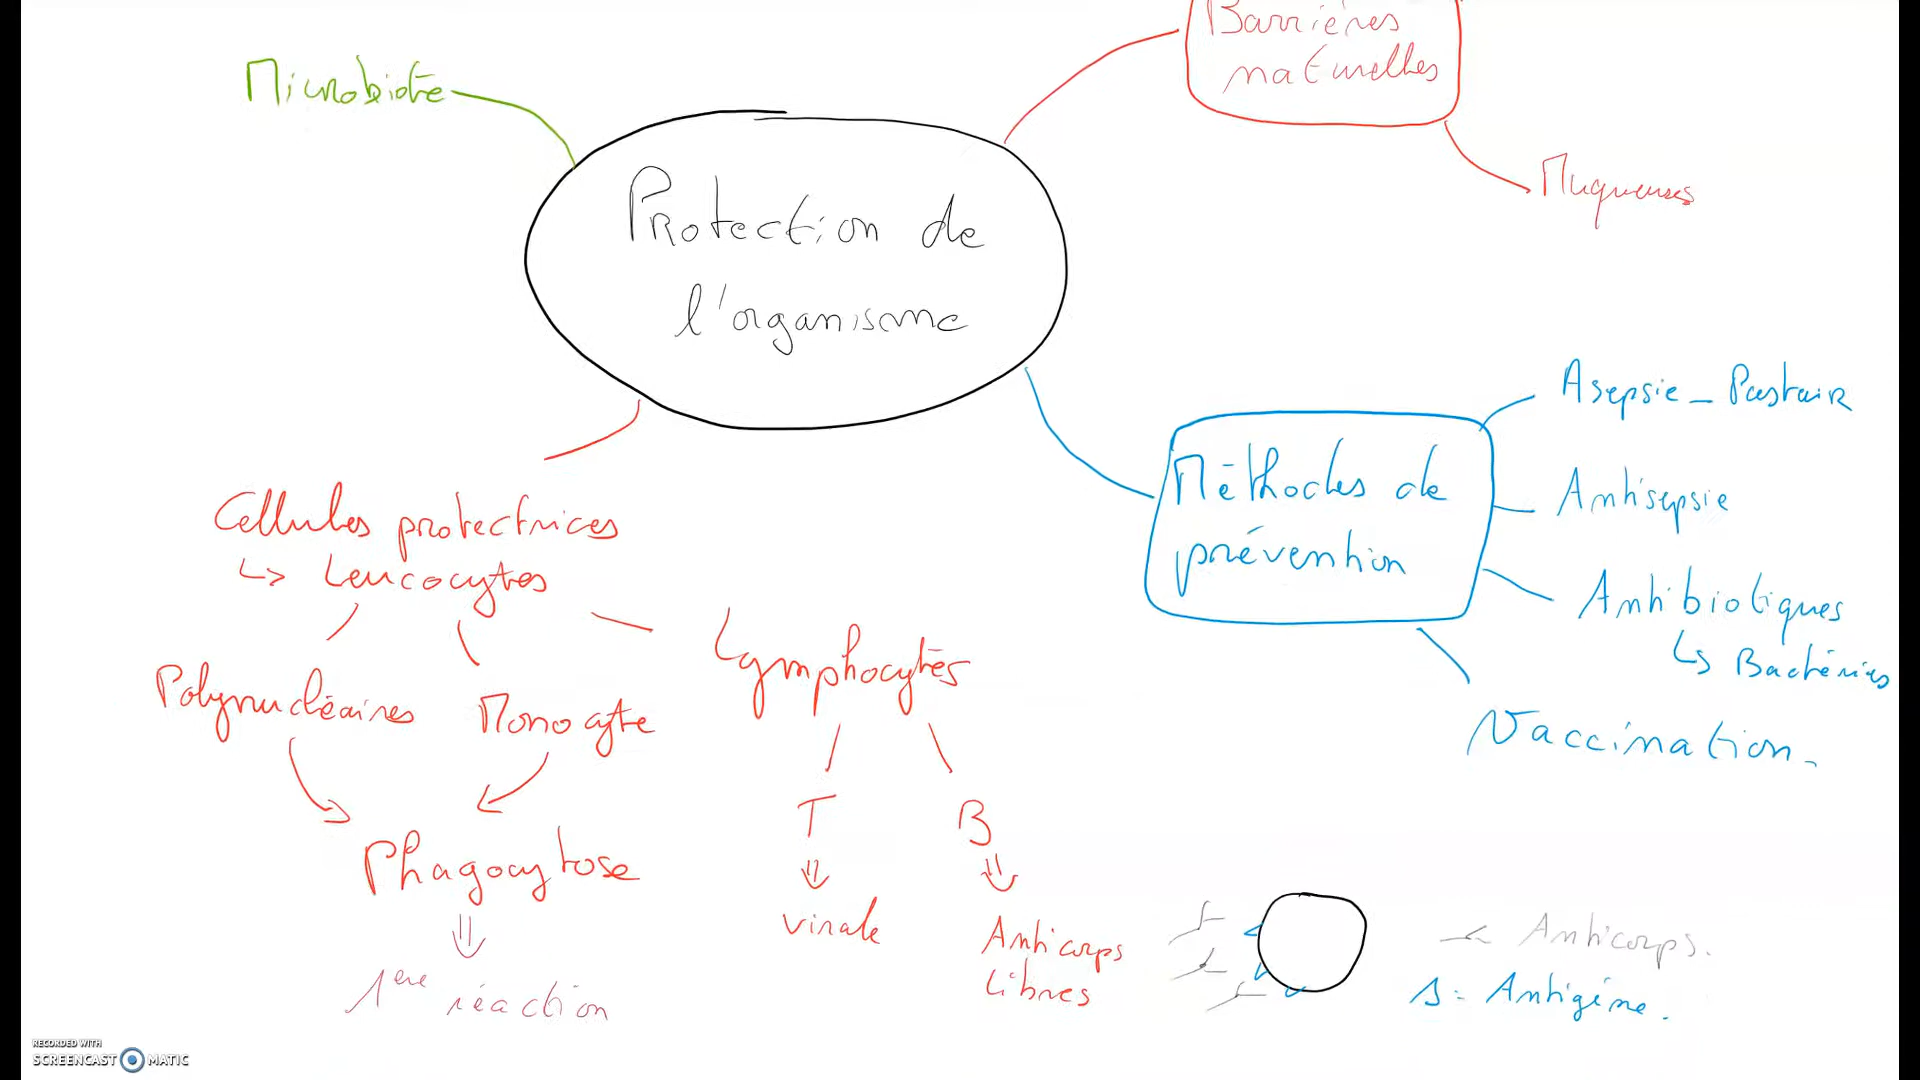 Barrières
naturelles
Microbiote
Muqueuses
Protection de
l'organisme
Asepsie - Pastair
Méthodes de
prévention
Antisepsie
Antibiotiques
↳ Bactéries
Vaccination.
Cellules protectrices
↳ Leucocytes
Polynucléaires
Monocyte
Lymphocytes
T
B
Phagocytose
virale
Anticorps
Libres
1ère réaction
Anticorps.
= Antigène.
RECORDED WITH
SCREENCAST MATIC